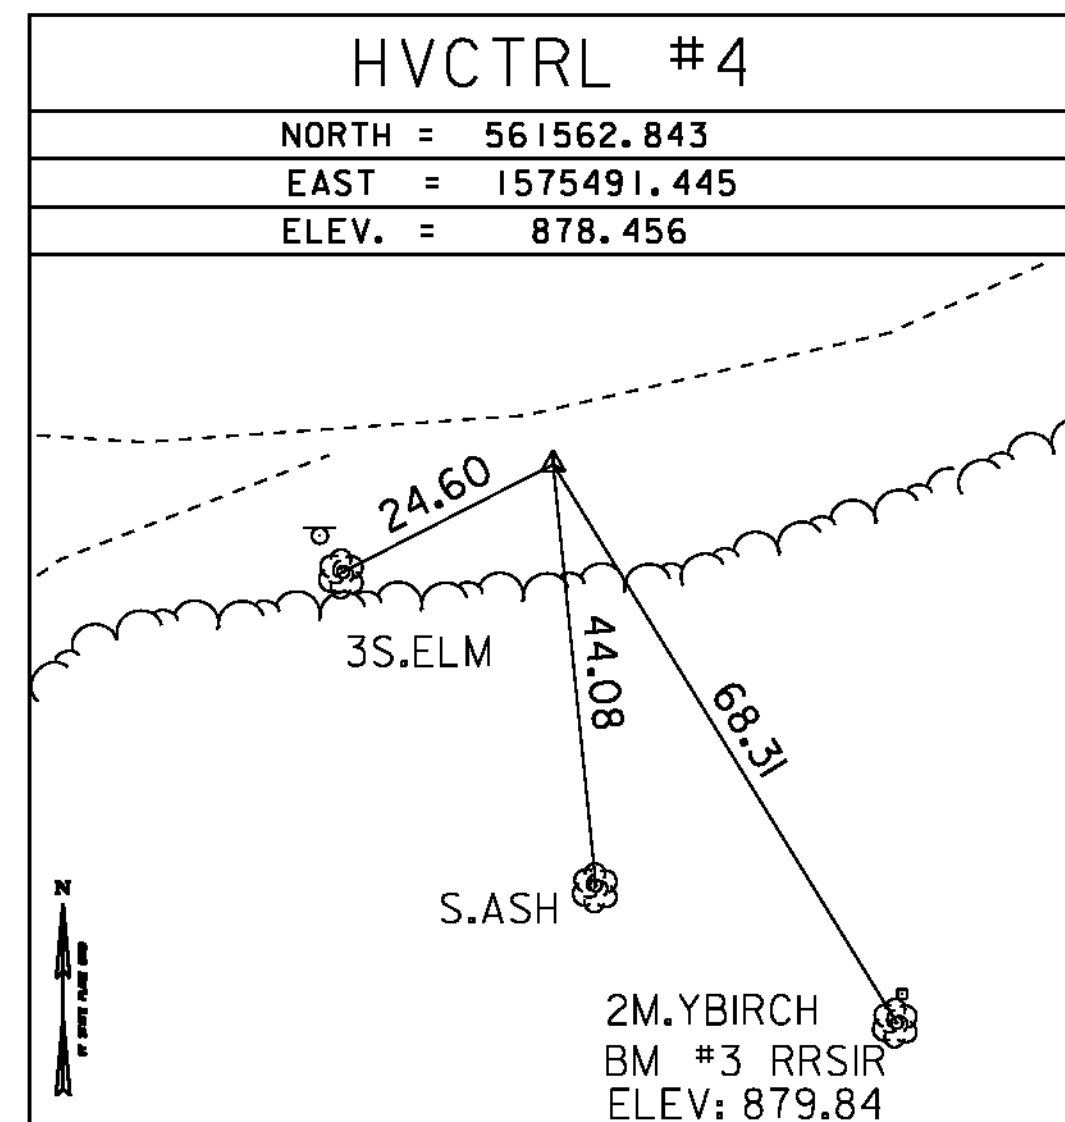 HVCTRL #4
NORTH = 561562.843
EAST = 1575491.445
ELEV. = 878.456
24.60
3S.ELM
44.08
68.31
S.ASH
N
2M.YBIRCH
BM #3 RRSIR
ELEV: 879.84